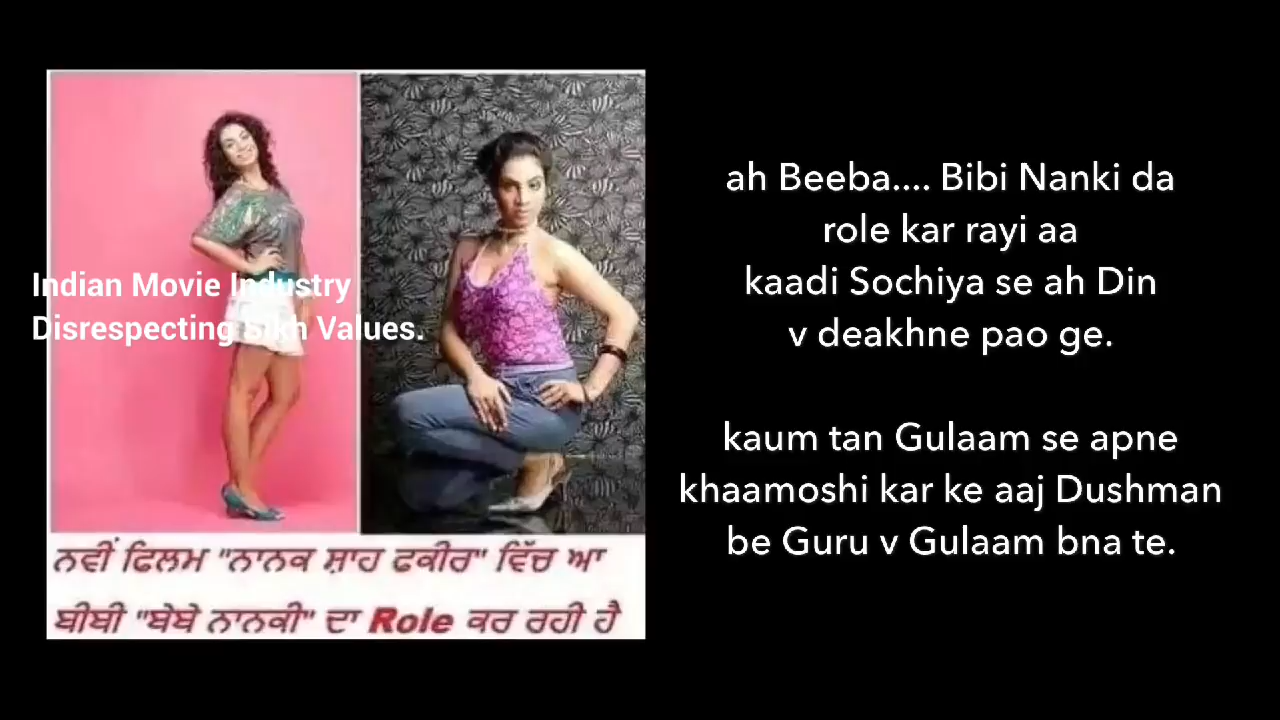 Indian Movie Industry
Disrespecting Sikh Values.
ਨਵੀਂ ਫਿਲਮ "ਨਾਨਕ ਸ਼ਾਹ ਫਕੀਰ" ਵਿੱਚ ਆ
ਬੀਬੀ "ਬੇਬੇ ਨਾਨਕੀ" ਦਾ Role ਕਰ ਰਹੀ ਹੈ
ah Beeba.... Bibi Nanki da
role kar rayi aa
kaadi Sochiya se ah Din
v deakhne pao ge.
kaum tan Gulaam se apne
khaamoshi kar ke aaj Dushman
be Guru v Gulaam bna te.